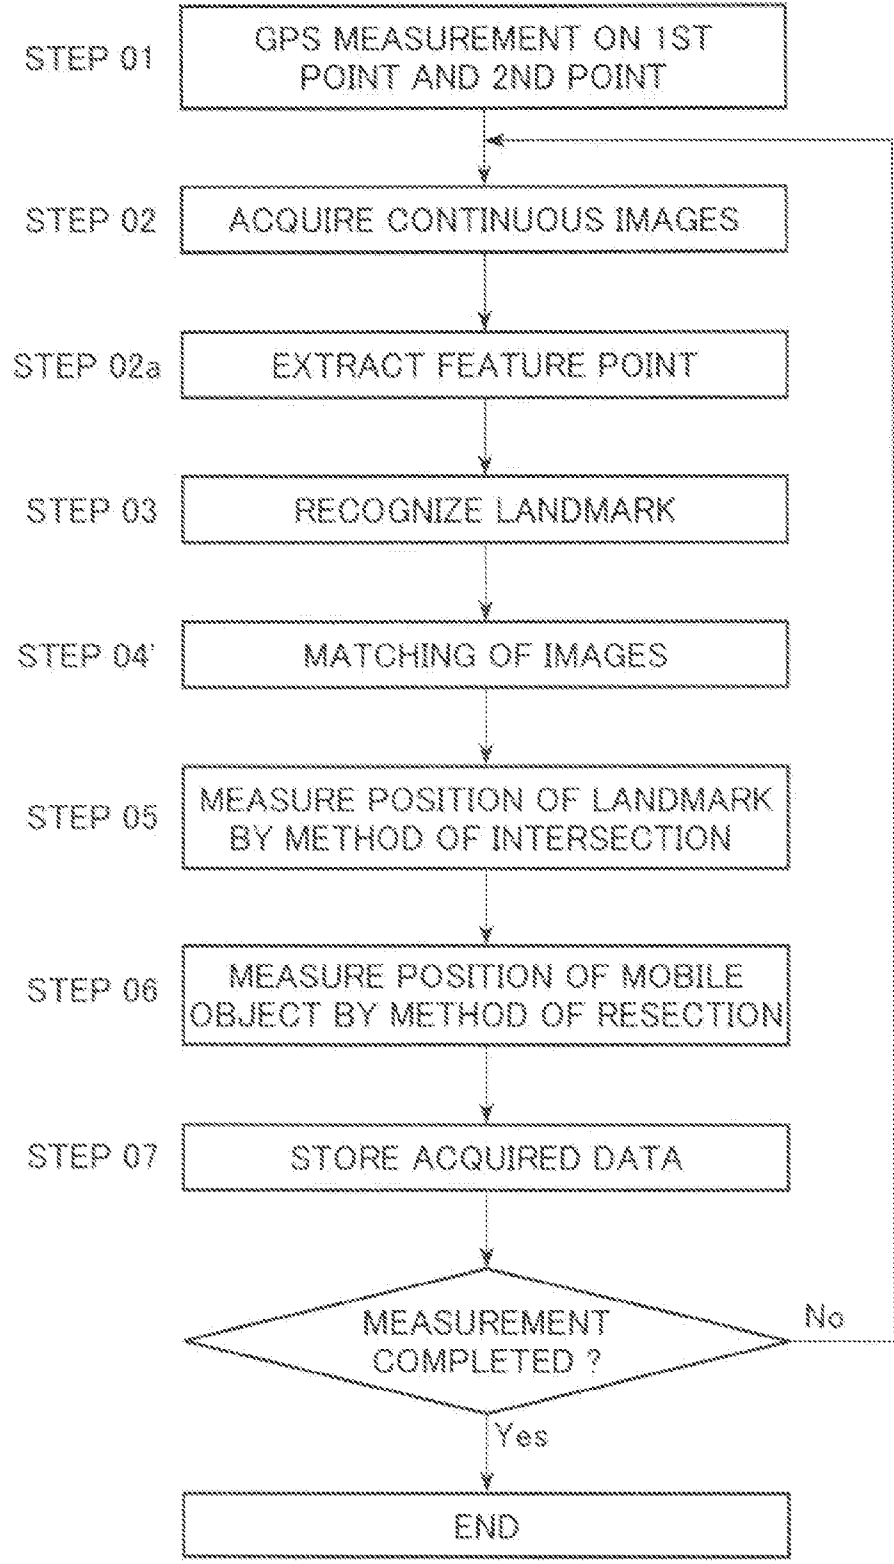 STEP 01
GPS MEASUREMENT ON 1ST
POINT AND 2ND POINT
STEP 02
ACQUIRE CONTINUOUS IMAGES
STEP 02a
EXTRACT FEATURE POINT
STEP 03
RECOGNIZE LANDMARK
STEP 04'
MATCHING OF IMAGES
STEP 05
MEASURE POSITION OF LANDMARK
BY METHOD OF INTERSECTION
STEP 06
MEASURE POSITION OF MOBILE
OBJECT BY METHOD OF RESECTION
STEP 07
STORE ACQUIRED DATA
MEASUREMENT
COMPLETED ?
No
Yes
END